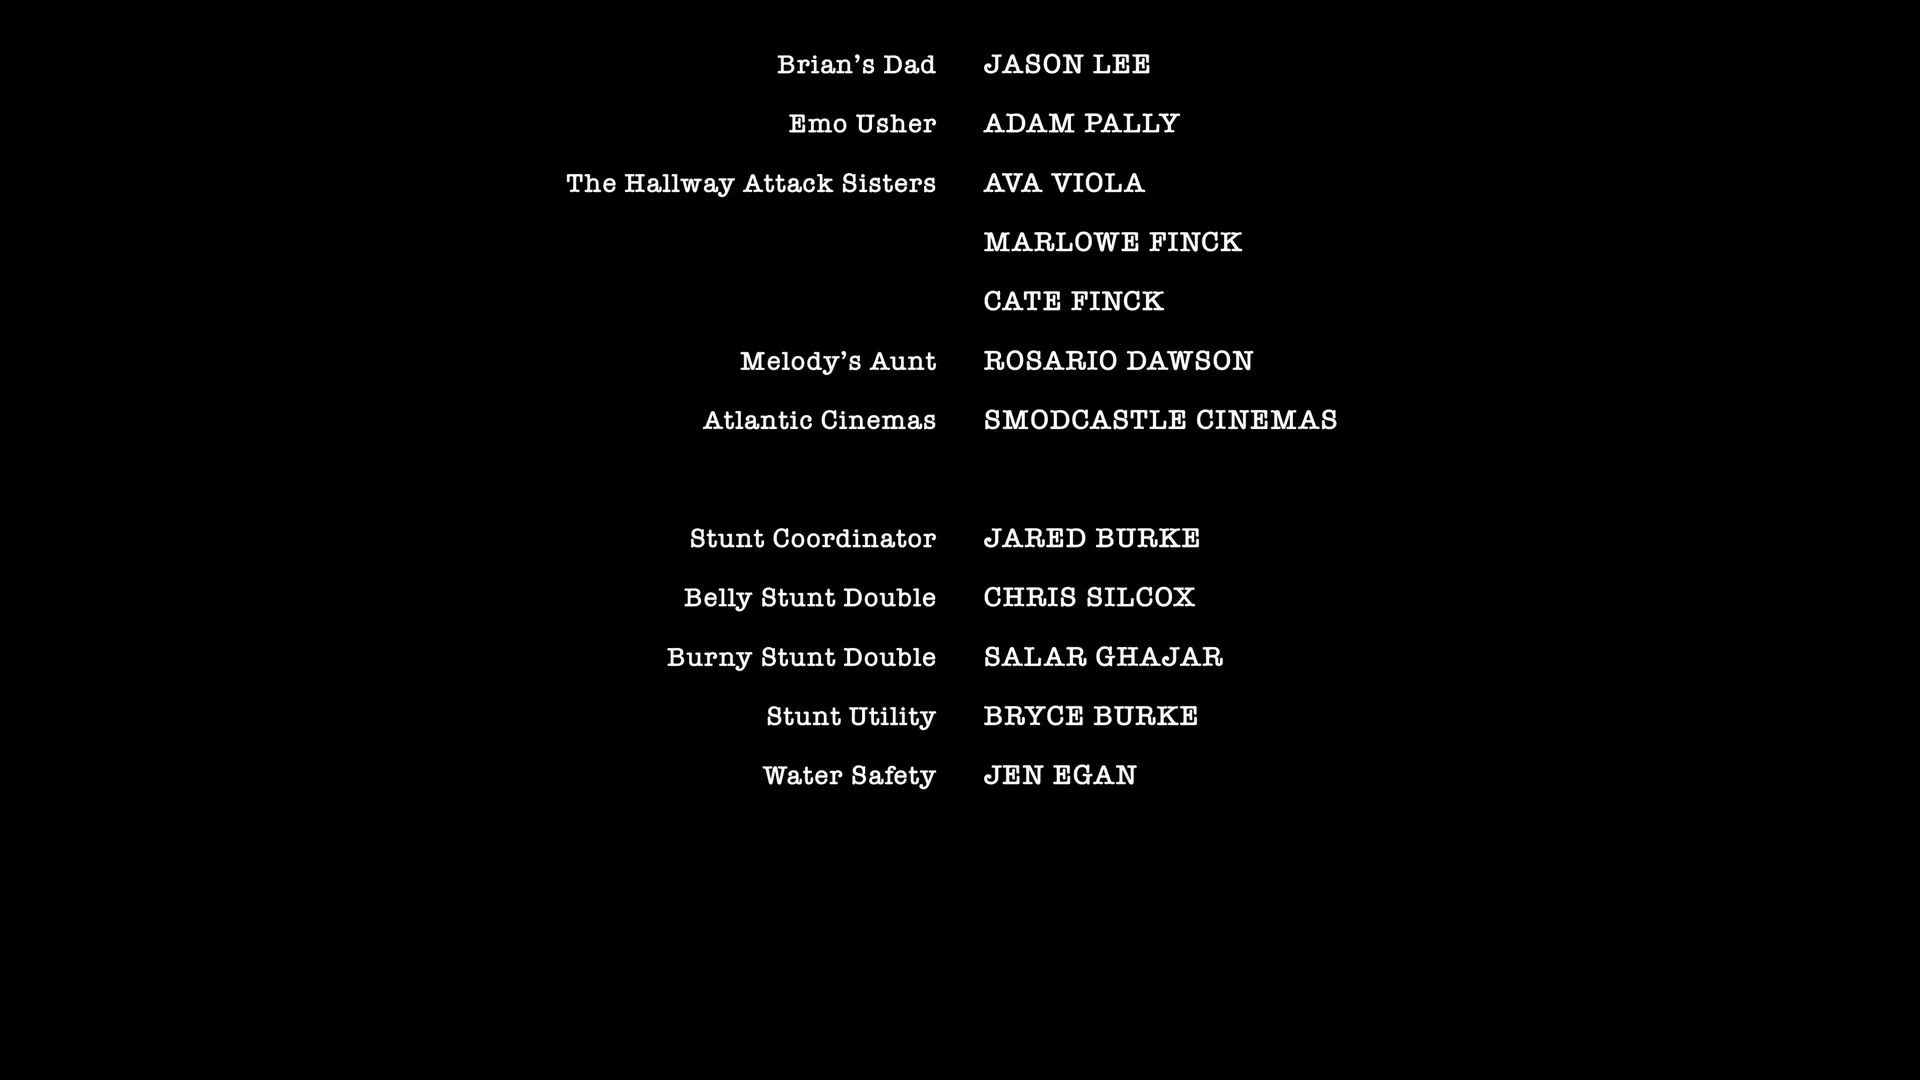 Brian’s Dad JASON LEE
Emo Usher ADAM PALLY
The Hallway Attack Sisters AVA VIOLA
MARLOWE FINCK
CATE FINCK
Melody’s Aunt ROSARIO DAWSON
Atlantic Cinemas SMODCASTLE CINEMAS
Stunt Coordinator JARED BURKE
Belly Stunt Double CHRIS SILCOX
Burny Stunt Double SALAR GHAJAR
Stunt Utility BRYCE BURKE
Water Safety JEN EGAN